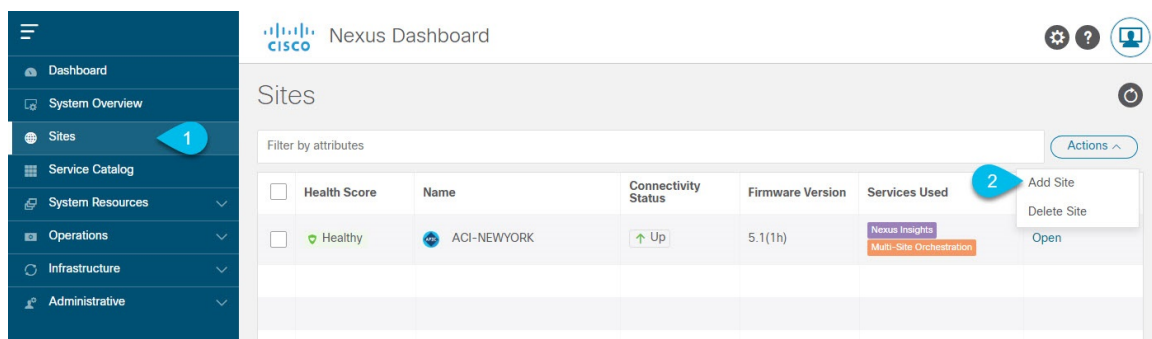 CISCO Nexus Dashboard
?
Dashboard
System Overview
Sites
1
Service Catalog
System Resources
Operations
Infrastructure
Administrative
Sites
Filter by attributes
Actions
2
Add Site
Delete Site
Health Score Name Connectivity Status Firmware Version Services Used
Healthy ACI-NEWYORK Up 5.1(1h) Nexus Insights
Multi-Site Orchestration
Open